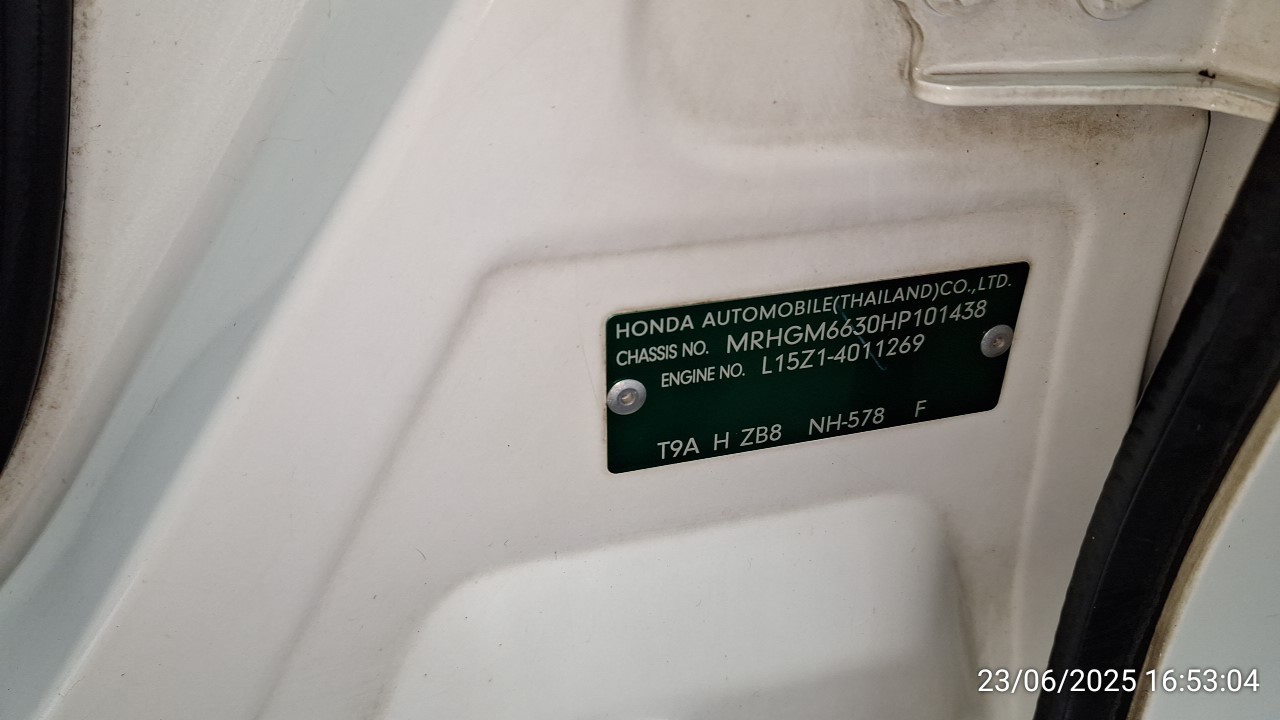 HONDA AUTOMOBILE(THAILAND)CO.,LTD.
CHASSIS NO. MRHGM6630HP101438
ENGINE NO. L15Z1-4011269
T9A H ZB8 NH-578 F
23/06/2025 16:53:04